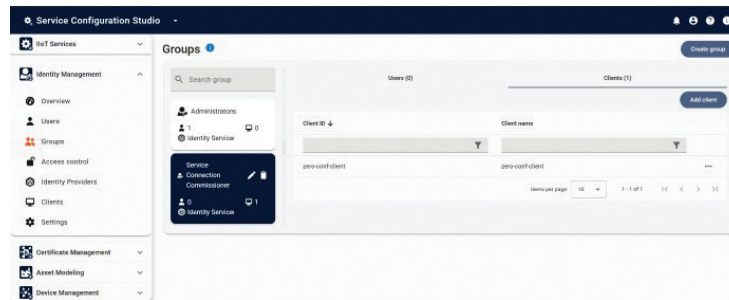 Service Configuration Studio
IIoT Services
Identity Management
Overview
Users
Groups
Access control
Identity Providers
Clients
Settings
Certificate Management
Asset Modeling
Device Management
Groups
Create group
Search group
Administrators
1 0
Identity Service
Service
Connection
Commissioner
0 1
Identity Service
Users (0)
Clients (1)
Add client
Client ID
Client name
zero-conf-client
zero-conf-client
Items per page: 10
1 - 1 of 1